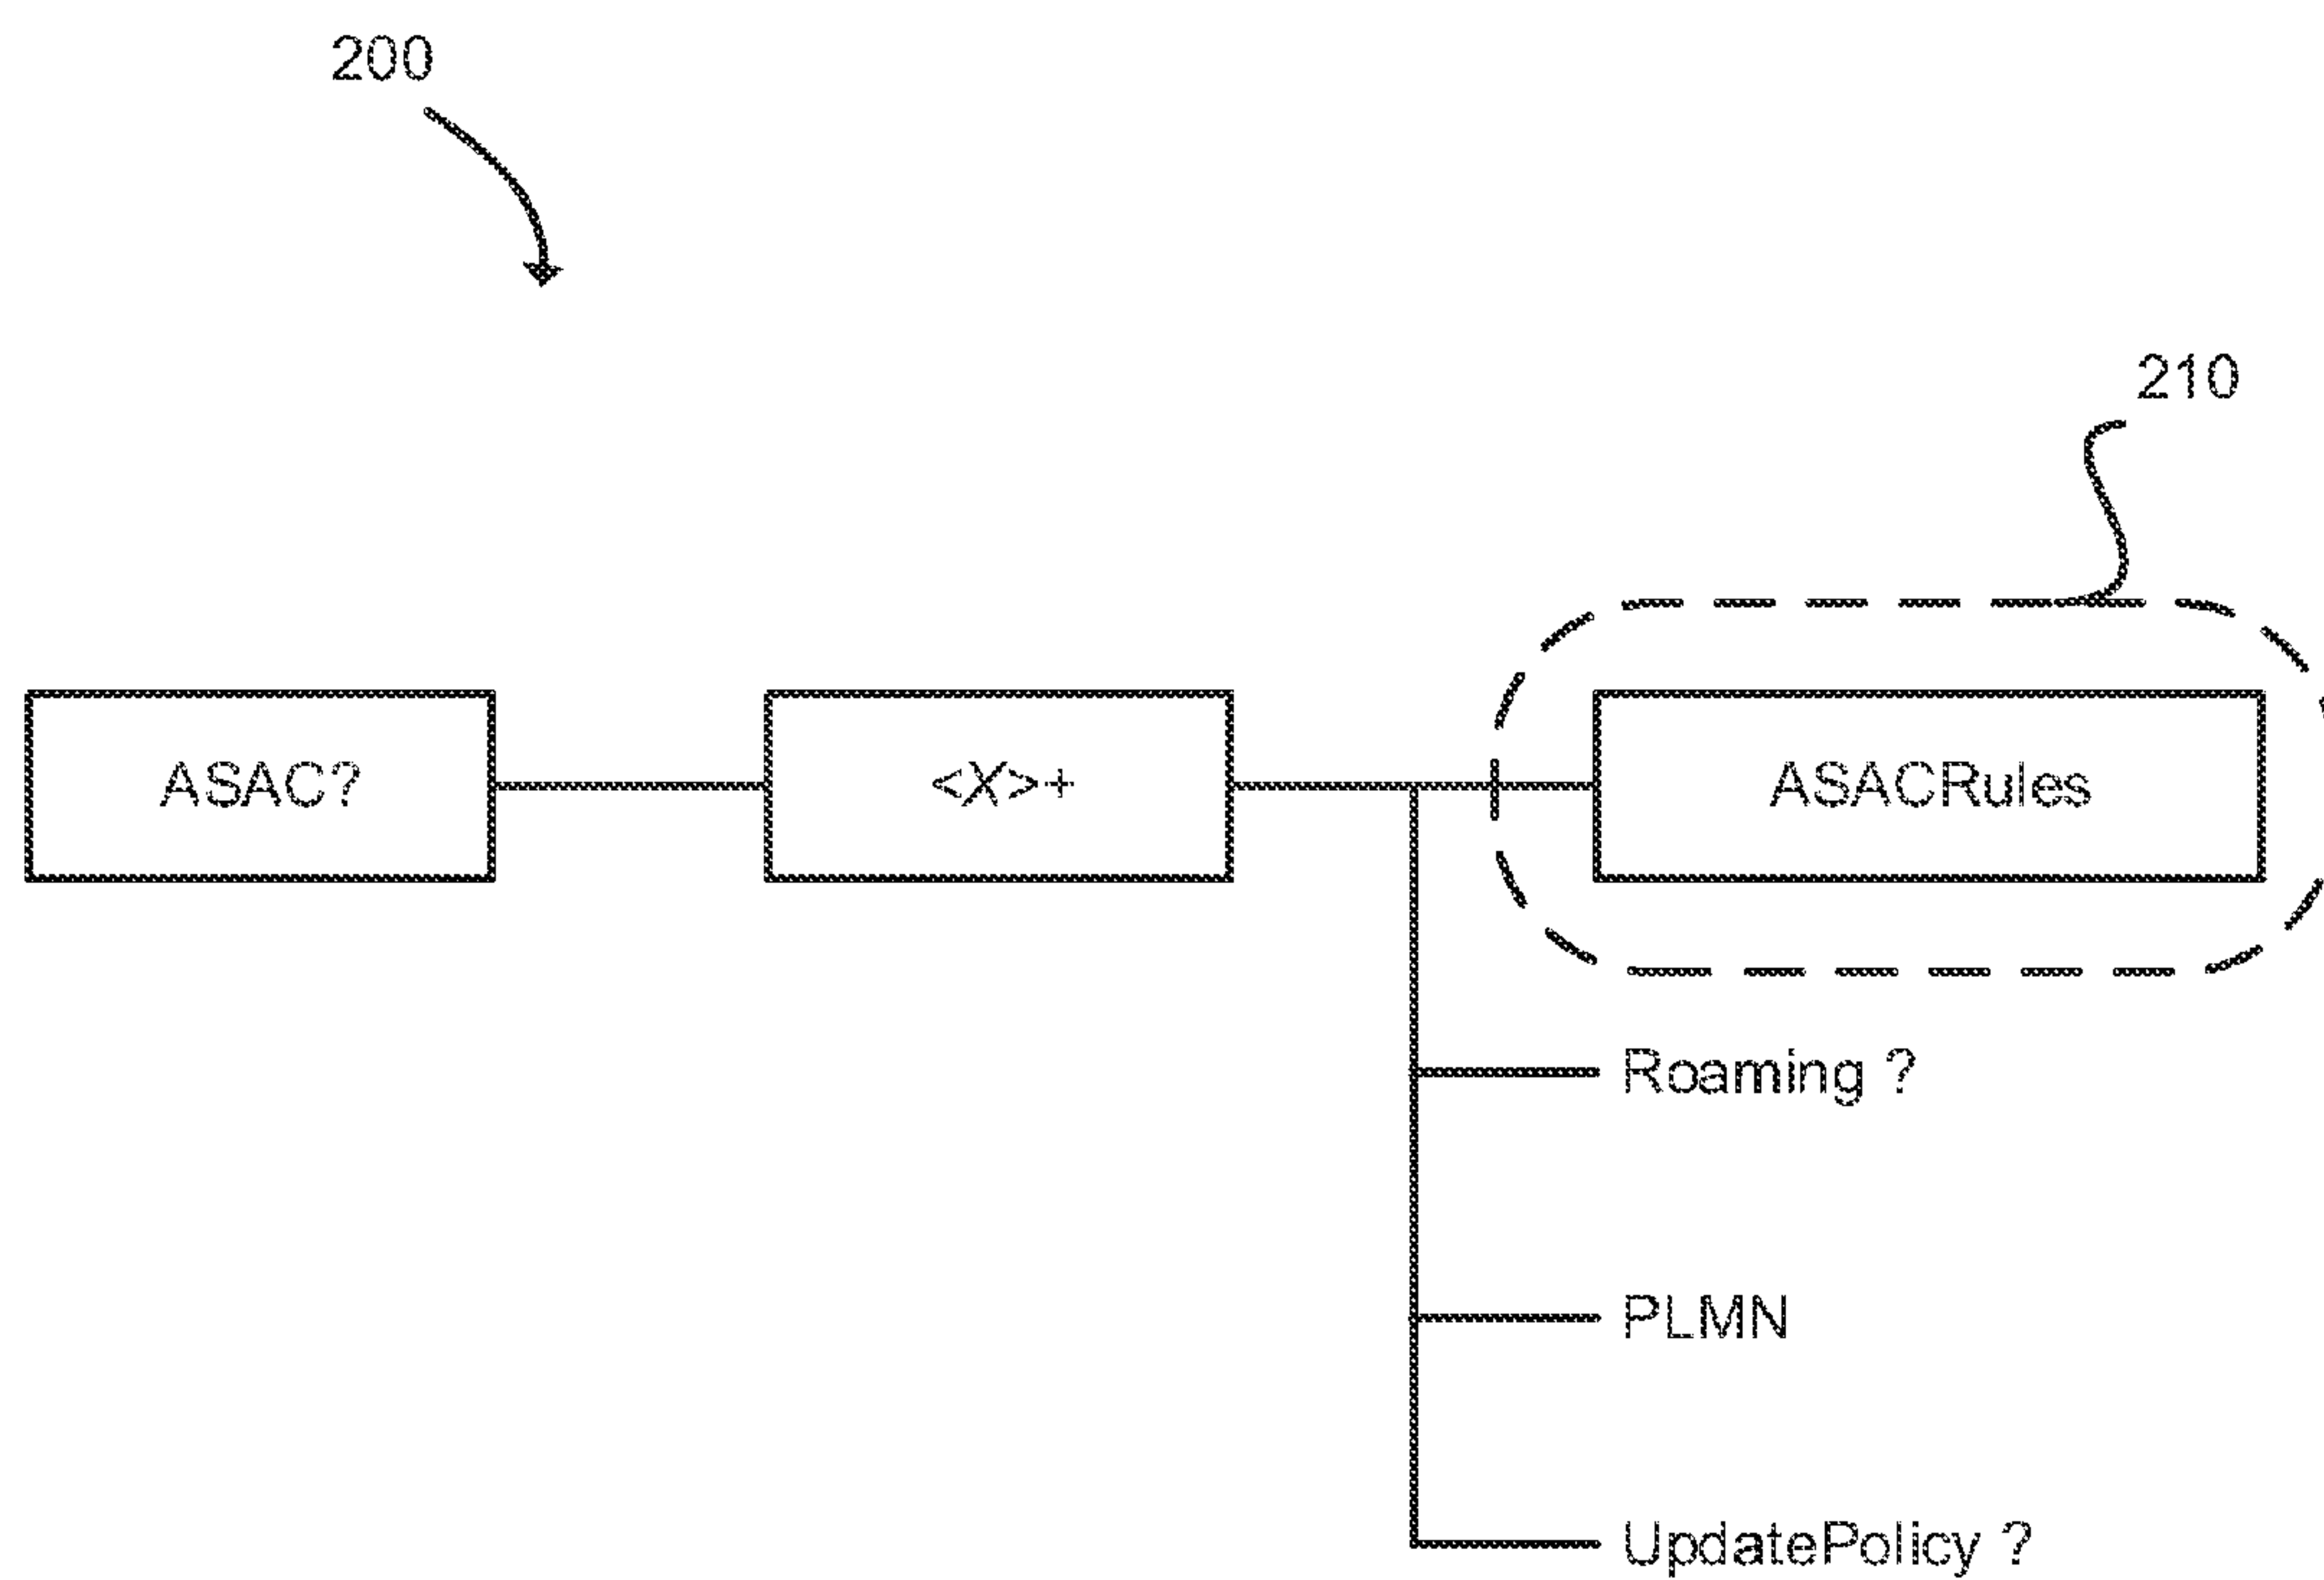 200
210
ASAC?
<X>+
ASACRules
Roaming ?
PLMN
UpdatePolicy ?